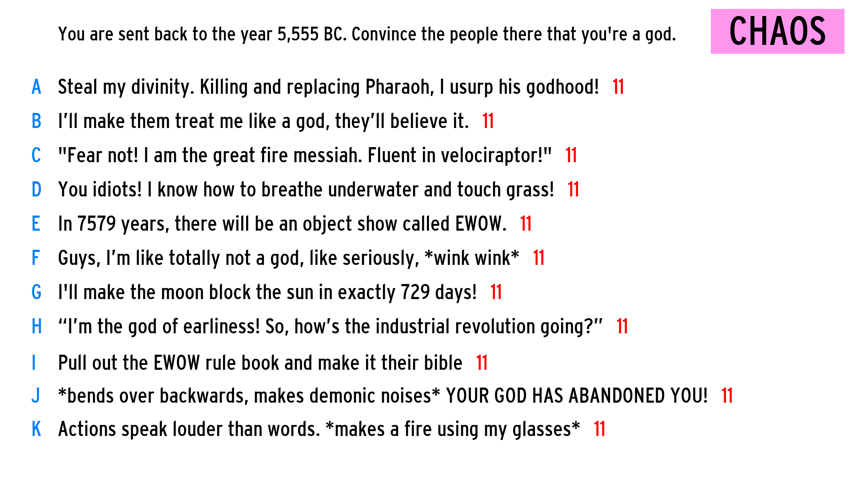 You are sent back to the year 5,555 BC. Convince the people there that you're a god.
CHAOS
A Steal my divinity. Killing and replacing Pharaoh, I usurp his godhood! 11
B I’ll make them treat me like a god, they’ll believe it. 11
C "Fear not! I am the great fire messiah. Fluent in velociraptor!" 11
D You idiots! I know how to breathe underwater and touch grass! 11
E In 7579 years, there will be an object show called EWOW. 11
F Guys, I’m like totally not a god, like seriously, *wink wink* 11
G I'll make the moon block the sun in exactly 729 days! 11
H “I’m the god of earliness! So, how’s the industrial revolution going?” 11
I Pull out the EWOW rule book and make it their bible 11
J *bends over backwards, makes demonic noises* YOUR GOD HAS ABANDONED YOU! 11
K Actions speak louder than words. *makes a fire using my glasses* 11